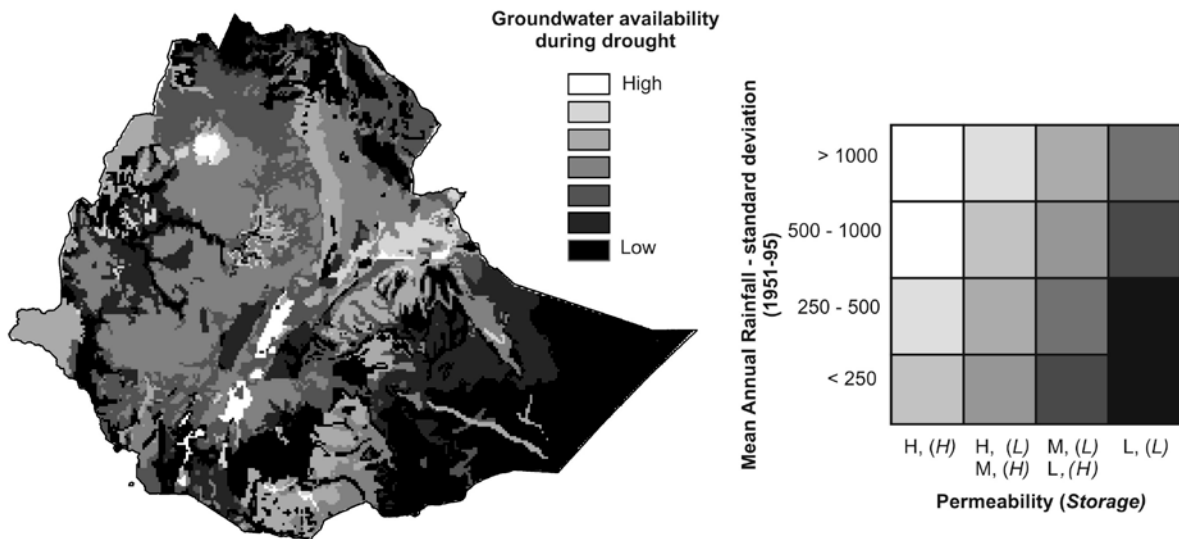 Groundwater availability
during drought
High
Low
Mean Annual Rainfall - standard deviation
(1951-95)
> 1000
500 - 1000
250 - 500
< 250
H, (H)
H, (L)
M, (H)
M, (L)
L, (H)
L, (L)
Permeability (Storage)